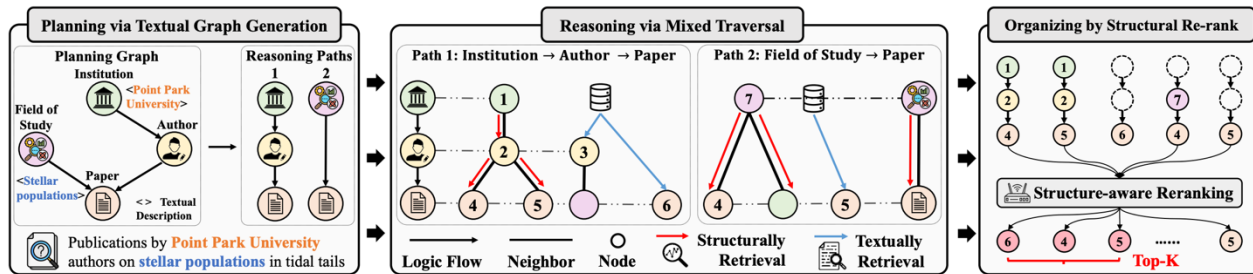 Planning via Textual Graph Generation
Planning Graph
Institution
<Point Park
University>
Field of
Study
Author
<Stellar
populations>
Paper
< > Textual
Description
Reasoning Paths
1 2
Publications by Point Park University
authors on stellar populations in tidal tails
Reasoning via Mixed Traversal
Path 1: Institution → Author → Paper
1
2 3
4 5 6
Path 2: Field of Study → Paper
7
4 5
Logic Flow
Neighbor
Node
Structurally
Retrieval
Textually
Retrieval
Organizing by Structural Re-rank
1 1
2 2 7
4 5 6 4 5
Structure-aware Reranking
6 4 5 ...... 5
Top-K